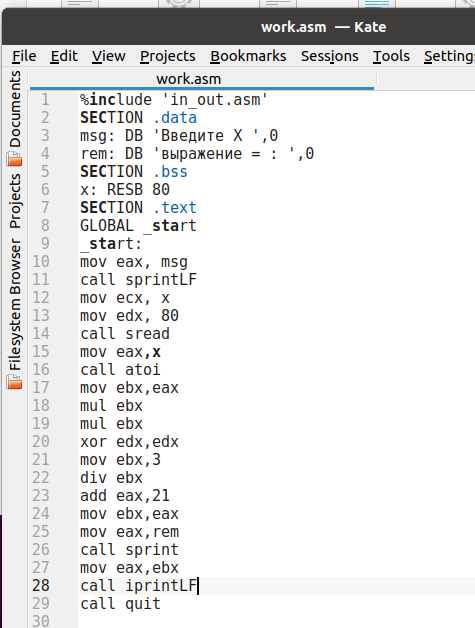 work.asm — Kate
File Edit View Projects Bookmarks Sessions Tools Settings
Documents
Projects
Filesystem Browser
work.asm
1 %include 'in_out.asm'
2 SECTION .data
3 msg: DB 'Введите X ',0
4 rem: DB 'выражение = : ',0
5 SECTION .bss
6 x: RESB 80
7 SECTION .text
8 GLOBAL _start
9 _start:
10 mov eax, msg
11 call sprintLF
12 mov ecx, x
13 mov edx, 80
14 call sread
15 mov eax,x
16 call atoi
17 mov ebx,eax
18 mul ebx
19 mul ebx
20 xor edx,edx
21 mov ebx,3
22 div ebx
23 add eax,21
24 mov ebx,eax
25 mov eax,rem
26 call sprint
27 mov eax,ebx
28 call iprintLF
29 call quit
30